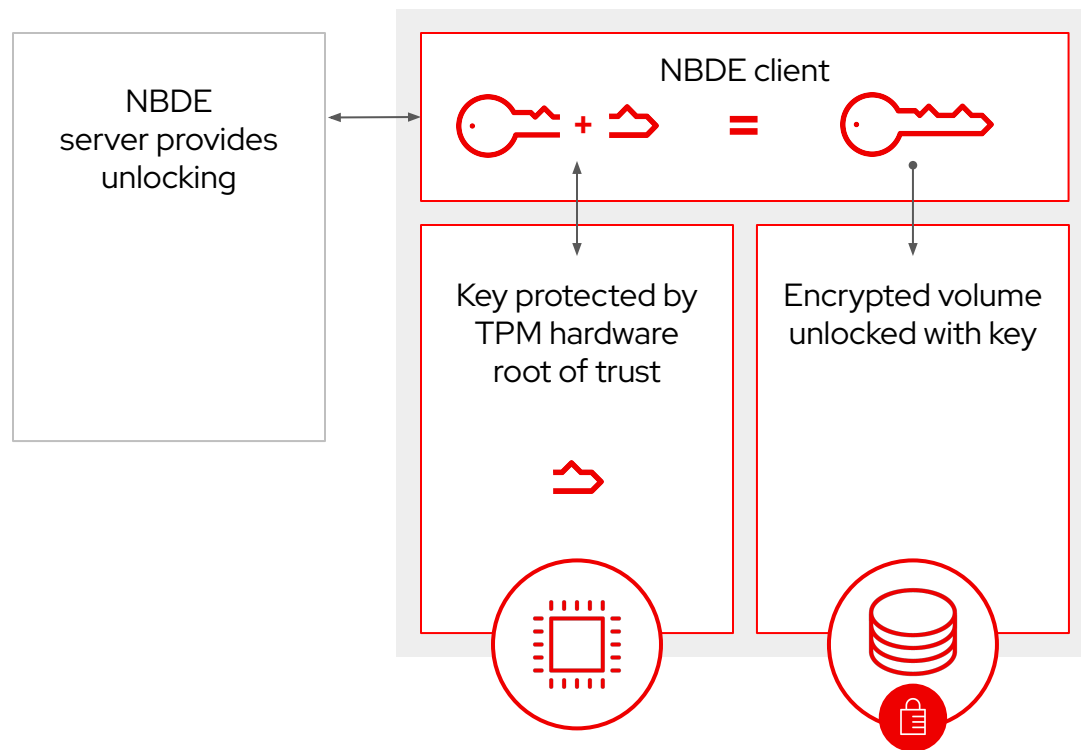 NBDE
server provides
unlocking
NBDE client
+
=
Key protected by
TPM hardware
root of trust
Encrypted volume
unlocked with key